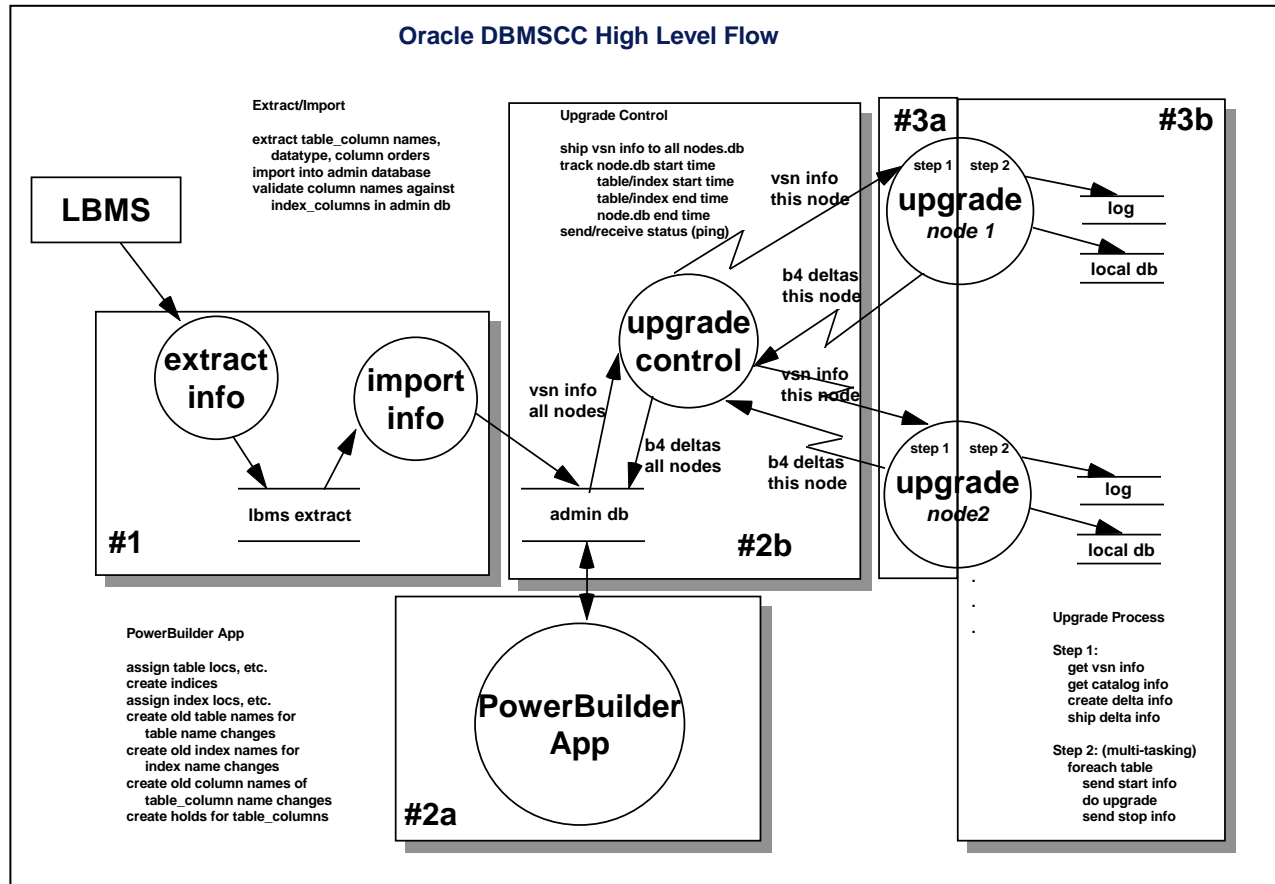 Oracle DBMSCC High Level Flow
Extract/Import
extract table_column names,
datatype, column orders
import into admin database
validate column names against
index_columns in admin db
LBMS
extract
info
import
info
lbms extract
#1
Upgrade Control
ship vsn info to all nodes.db
track node.db start time
table/index start time
table/index end time
node.db end time
send/receive status (ping)
upgrade
control
vsn info
all nodes
b4 deltas
all nodes
admin db
#2b
vsn info
this node
b4 deltas
this node
vsn info
this node
b4 deltas
this node
#3a
#3b
step 1
step 2
upgrade
node 1
log
local db
step 1
step 2
upgrade
node2
log
local db
.
.
.
PowerBuilder App
assign table locs, etc.
create indices
assign index locs, etc.
create old table names for
table name changes
create old index names for
index name changes
create old column names of
table_column name changes
create holds for table_columns
PowerBuilder
App
#2a
Upgrade Process
Step 1:
get vsn info
get catalog info
create delta info
ship delta info
Step 2: (multi-tasking)
foreach table
send start info
do upgrade
send stop info